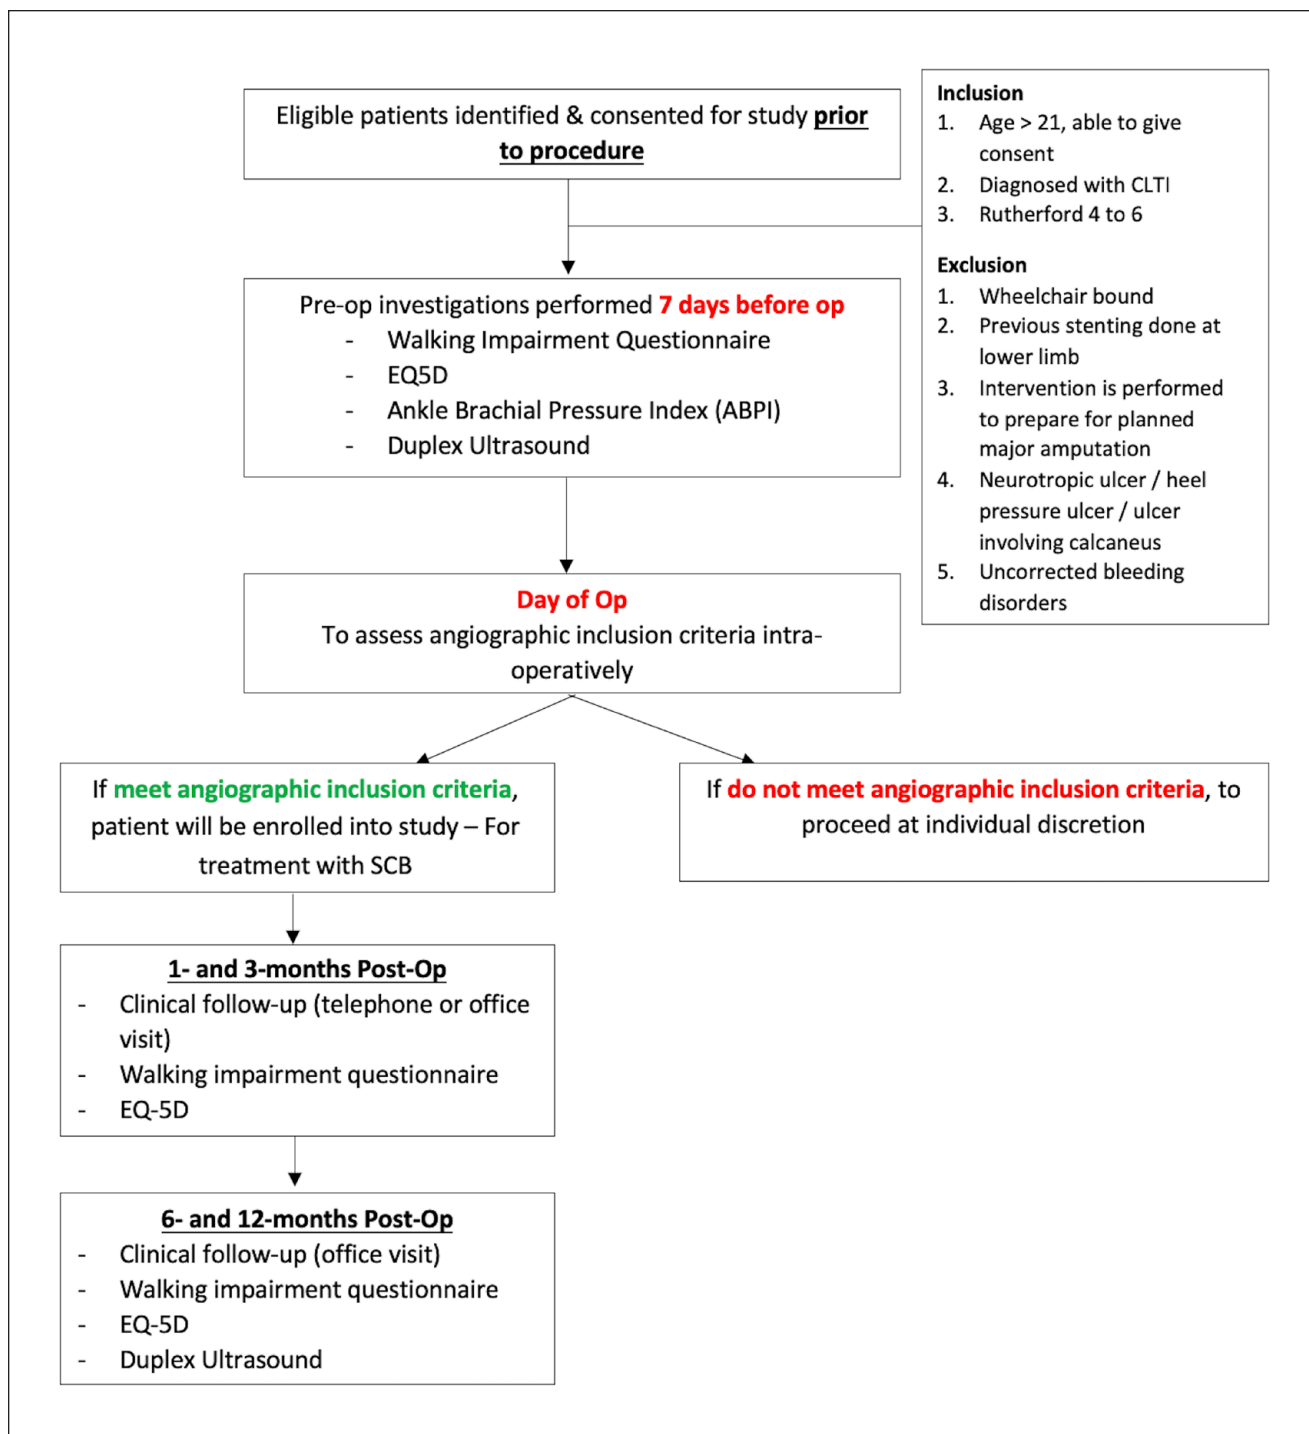 Eligible patients identified & consented for study prior
to procedure
Inclusion
1. Age > 21, able to give
consent
2. Diagnosed with CLTI
3. Rutherford 4 to 6
Exclusion
1. Wheelchair bound
2. Previous stenting done at
lower limb
3. Intervention is performed
to prepare for planned
major amputation
4. Neurotropic ulcer / heel
pressure ulcer / ulcer
involving calcaneus
5. Uncorrected bleeding
disorders
Pre-op investigations performed 7 days before op
- Walking Impairment Questionnaire
- EQ5D
- Ankle Brachial Pressure Index (ABPI)
- Duplex Ultrasound
Day of Op
To assess angiographic inclusion criteria intra-
operatively
If meet angiographic inclusion criteria,
patient will be enrolled into study – For
treatment with SCB
If do not meet angiographic inclusion criteria, to
proceed at individual discretion
1- and 3-months Post-Op
- Clinical follow-up (telephone or office
visit)
- Walking impairment questionnaire
- EQ-5D
6- and 12-months Post-Op
- Clinical follow-up (office visit)
- Walking impairment questionnaire
- EQ-5D
- Duplex Ultrasound